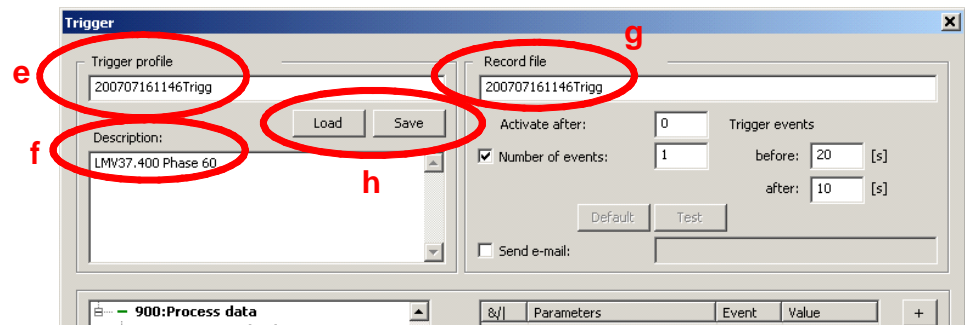 Trigger
g
e
Trigger profile
Record file
200707161146Trigg
200707161146Trigg
Load
Save
Activate after:
0
Trigger events
f
Description:
LMV37.400 Phase 60
Number of events:
1
before:
20
[s]
h
after:
10
[s]
Default
Test
Send e-mail:
900:Process data
&/|
Parameters
Event
Value
+